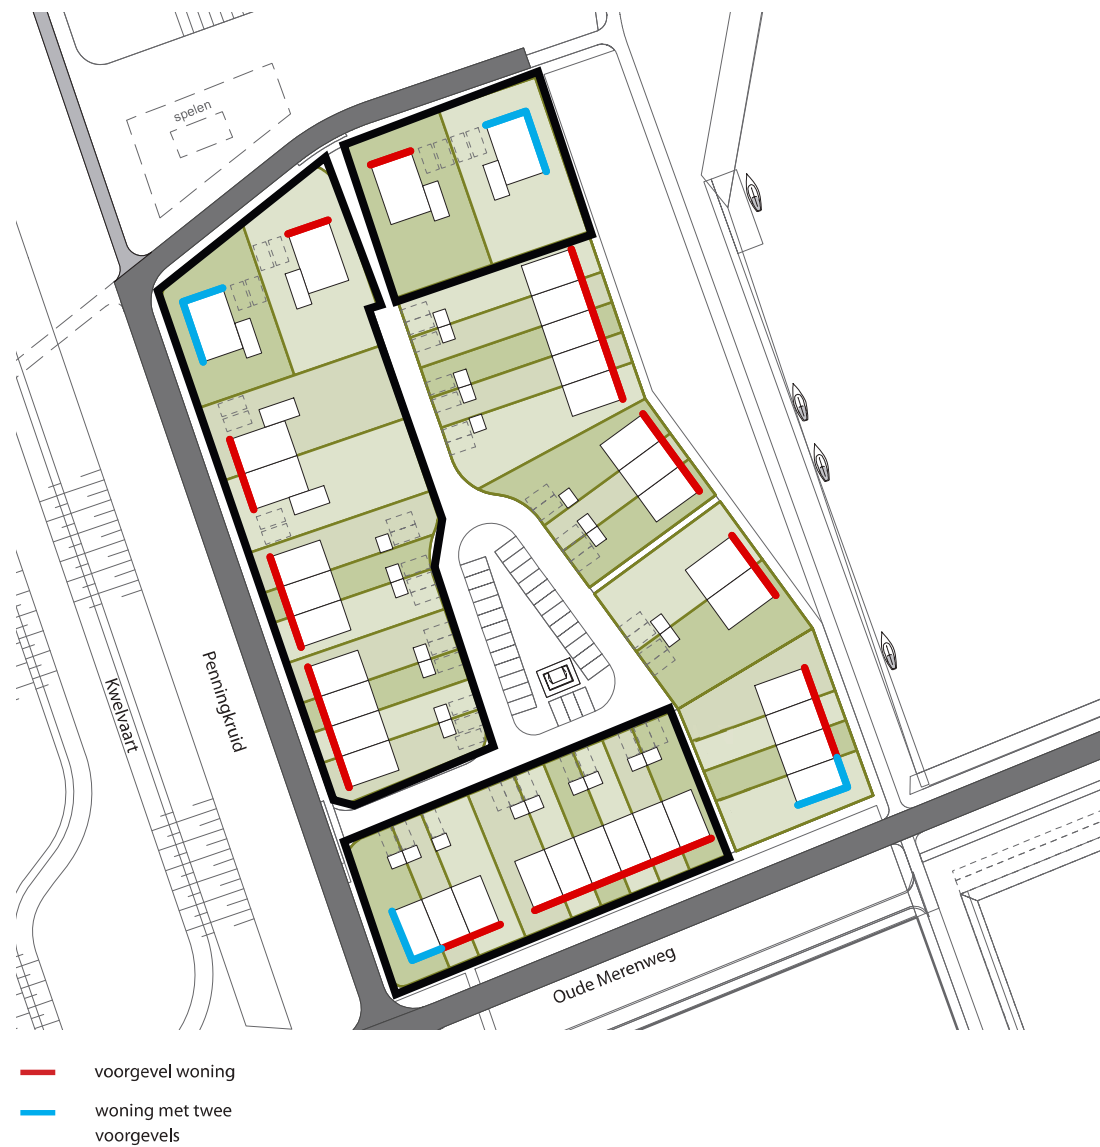 spelen
Kwelvaart
Penningkruid
Oude Merenweg
voorgevel woning
woning met twee
voorgevels